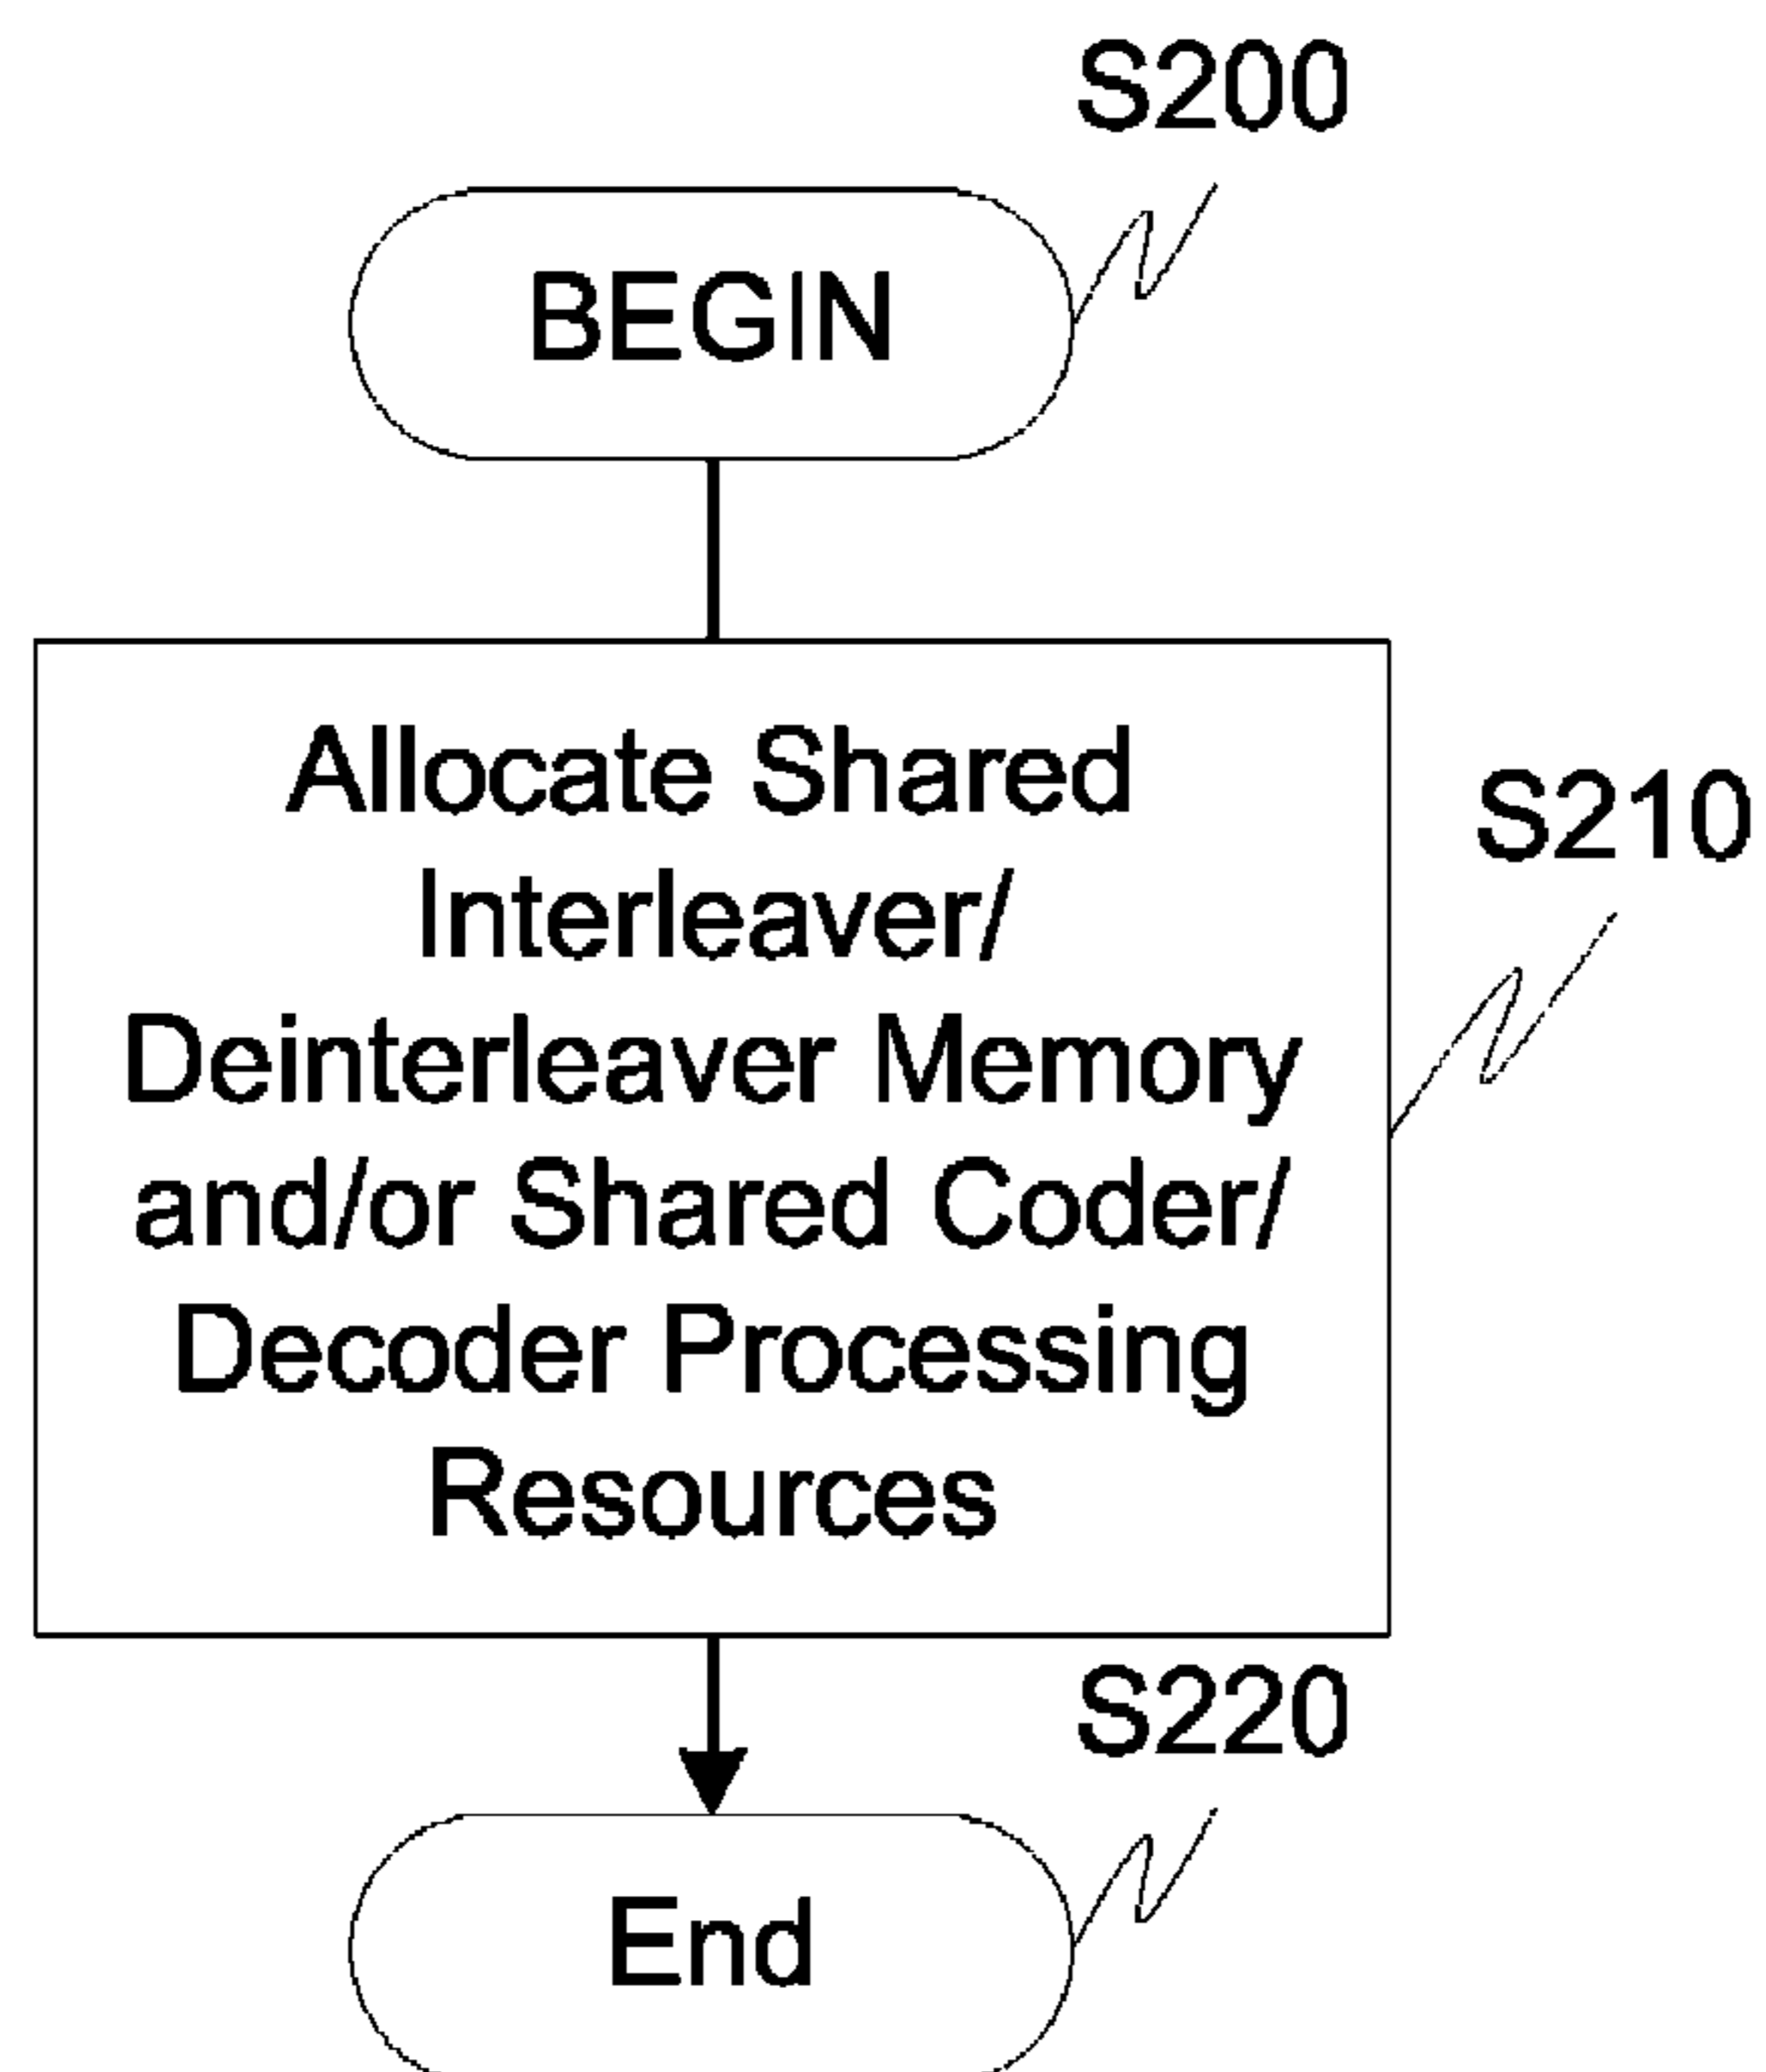 S200
BEGIN
Allocate Shared
Interleaver/
Deinterleaver Memory
and/or Shared Coder/
Decoder Processing
Resources
S210
S220
End